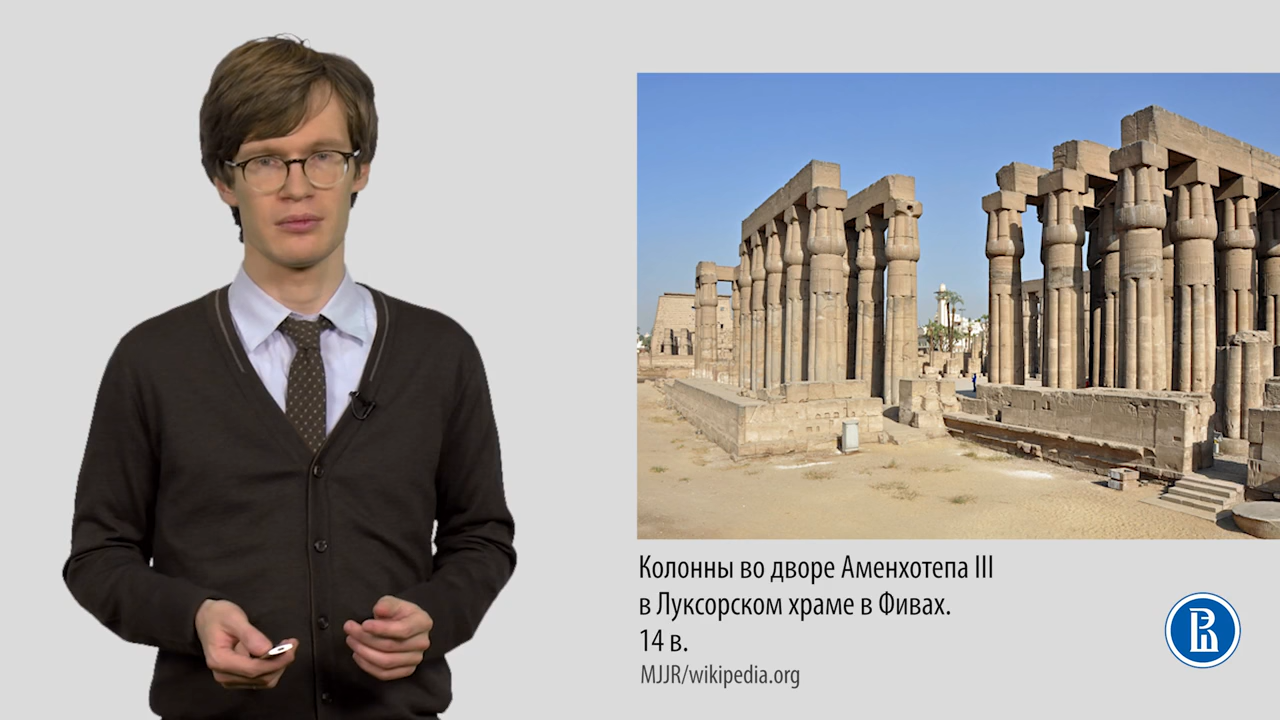 Колонны во дворе Аменхотепа III
в Луксорском храме в Фивах.
14 в.
MJJR/wikipedia.org